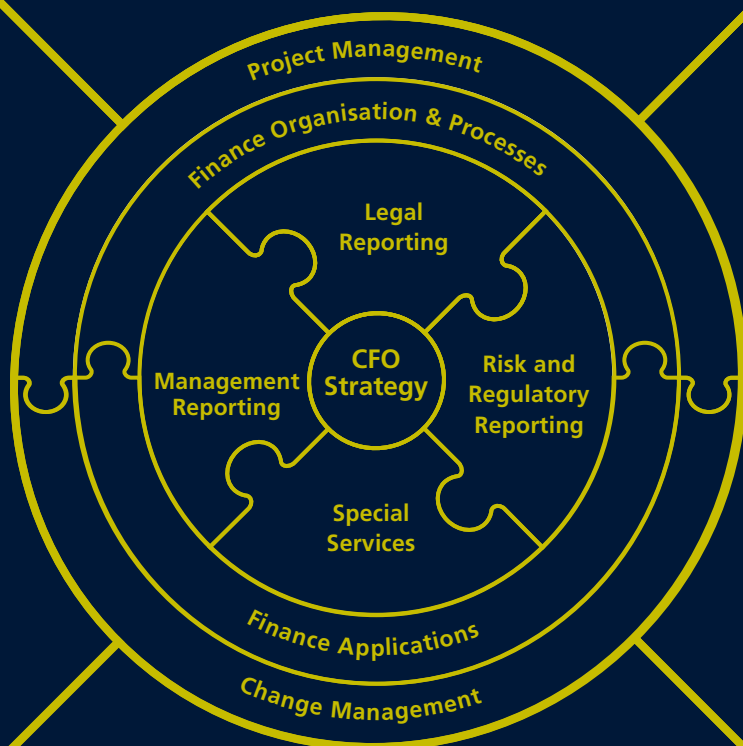 Project Management
Finance Organisation & Processes
Legal
Reporting
CFO
Strategy
Management
Reporting
Risk and
Regulatory
Reporting
Special
Services
Finance Applications
Change Management